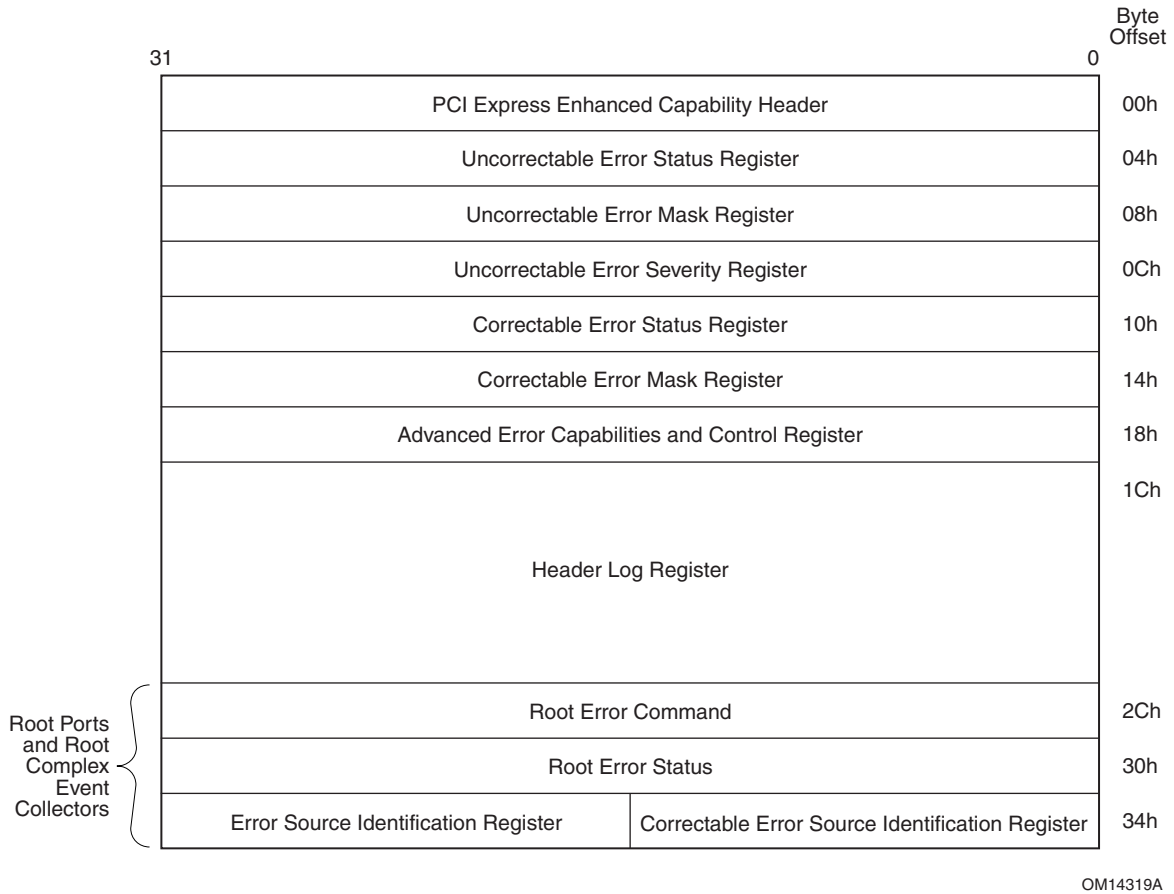 Byte
Offset
31
0
PCI Express Enhanced Capability Header
00h
Uncorrectable Error Status Register
04h
Uncorrectable Error Mask Register
08h
Uncorrectable Error Severity Register
0Ch
Correctable Error Status Register
10h
Correctable Error Mask Register
14h
Advanced Error Capabilities and Control Register
18h
1Ch
Header Log Register
Root Ports
and Root
Complex
Event
Collectors
Root Error Command
2Ch
Root Error Status
30h
Error Source Identification Register
Correctable Error Source Identification Register
34h
OM14319A